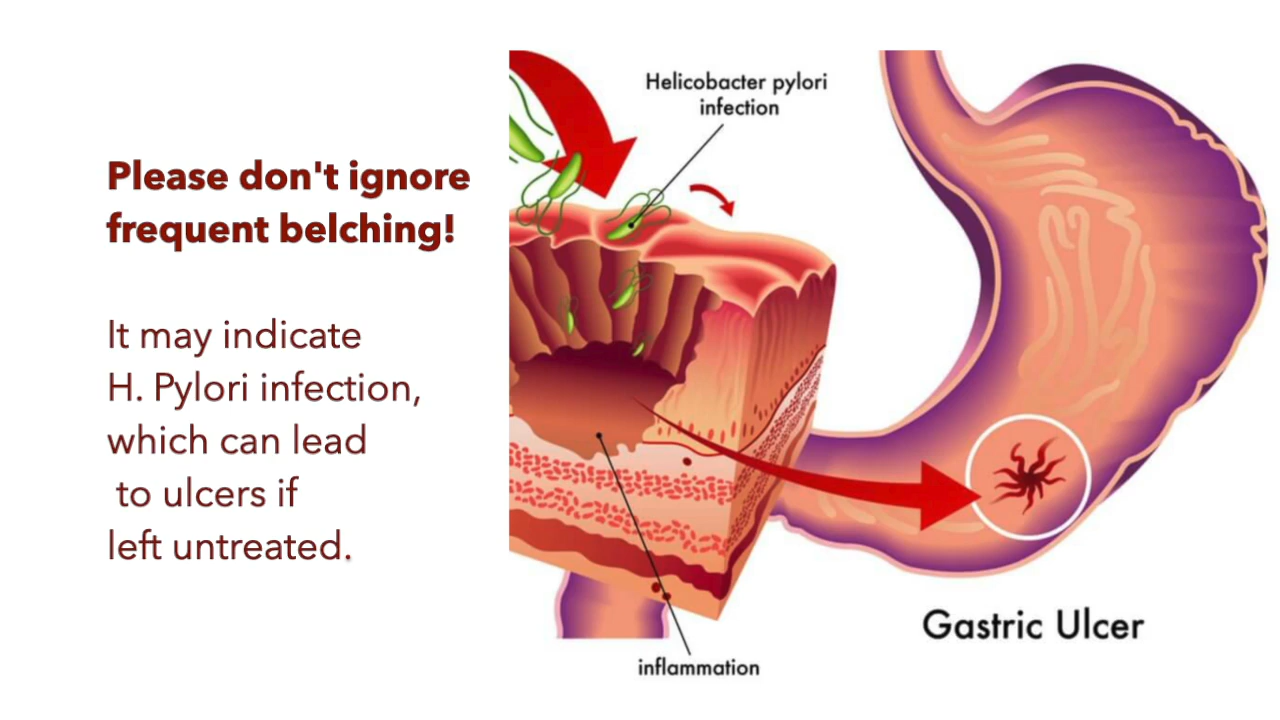 Please don't ignore
frequent belching!
It may indicate
H. Pylori infection,
which can lead
to ulcers if
left untreated.
Helicobacter pylori
infection
inflammation
Gastric Ulcer